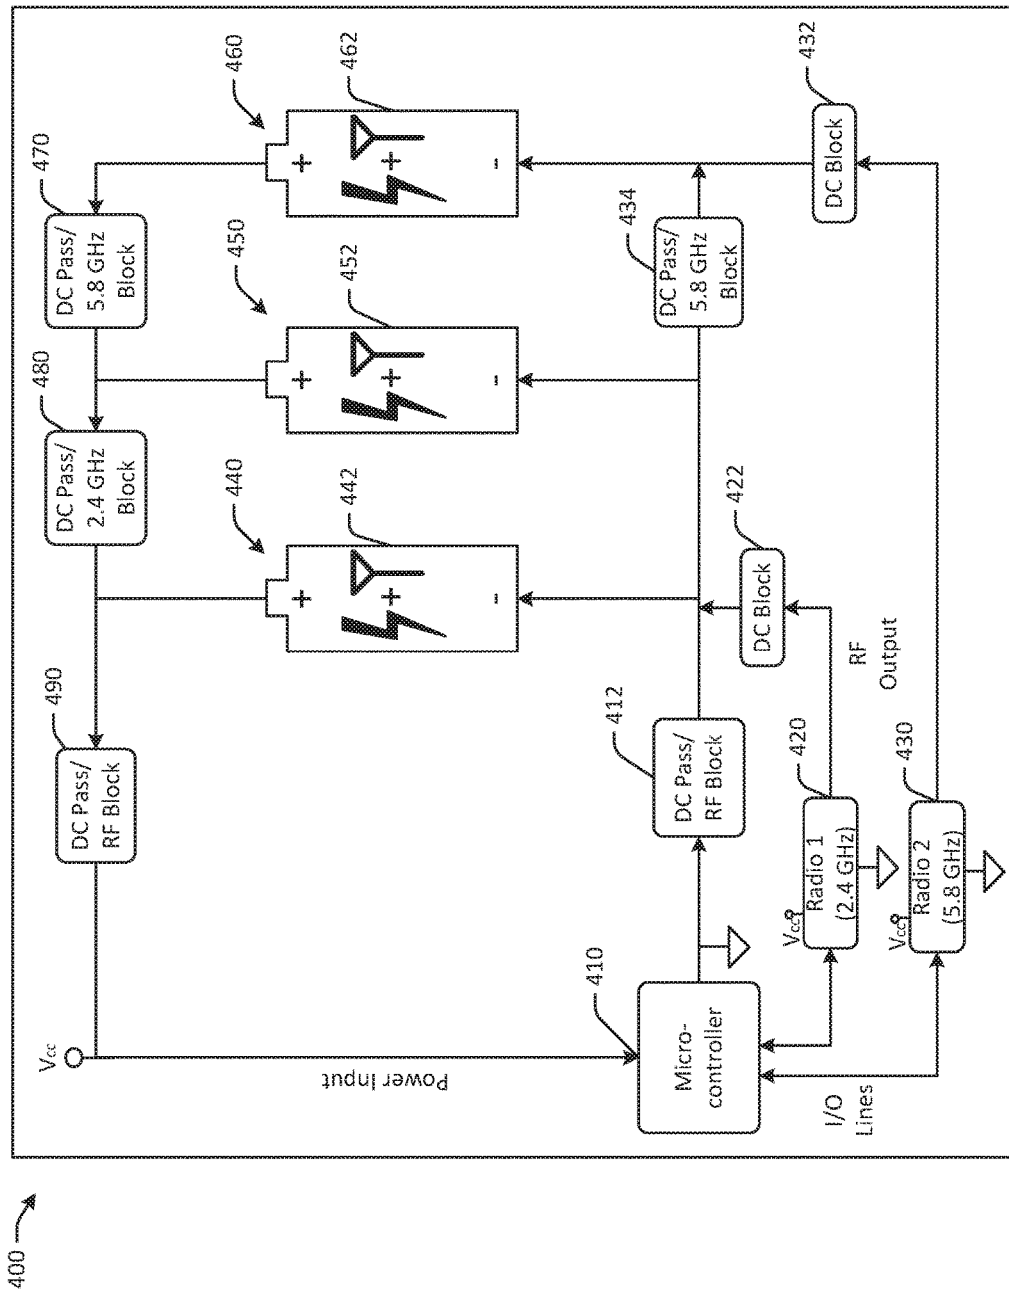 400
Vcc
DC Pass/
RF Block
490
DC Pass/
2.4 GHz
Block
480
DC Pass/
5.8 GHz
Block
470
Power Input
440
442
+
+
-
450
452
+
+
-
460
462
+
+
-
410
Micro-
controller
412
DC Pass/
RF Block
434
DC Pass/
5.8 GHz
Block
422
DC Block
432
DC Block
I/O
Lines
Vcc
Radio 1
(2.4 GHz)
420
RF
Output
Vcc
Radio 2
(5.8 GHz)
430